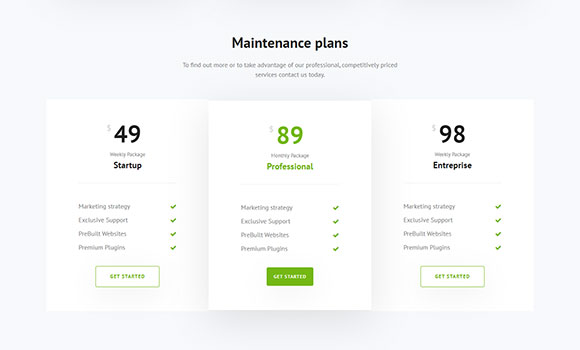 Maintenance plans
To find out more or to take advantage of our professional, competitively priced
services contact us today.
$ 49
Weekly Package
Startup
Marketing strategy
Exclusive Support
PreBuilt Websites
Premium Plugins
GET STARTED
$ 89
Monthly Package
Professional
Marketing strategy
Exclusive Support
PreBuilt Websites
Premium Plugins
GET STARTED
$ 98
Weekly Package
Entreprise
Marketing strategy
Exclusive Support
PreBuilt Websites
Premium Plugins
GET STARTED